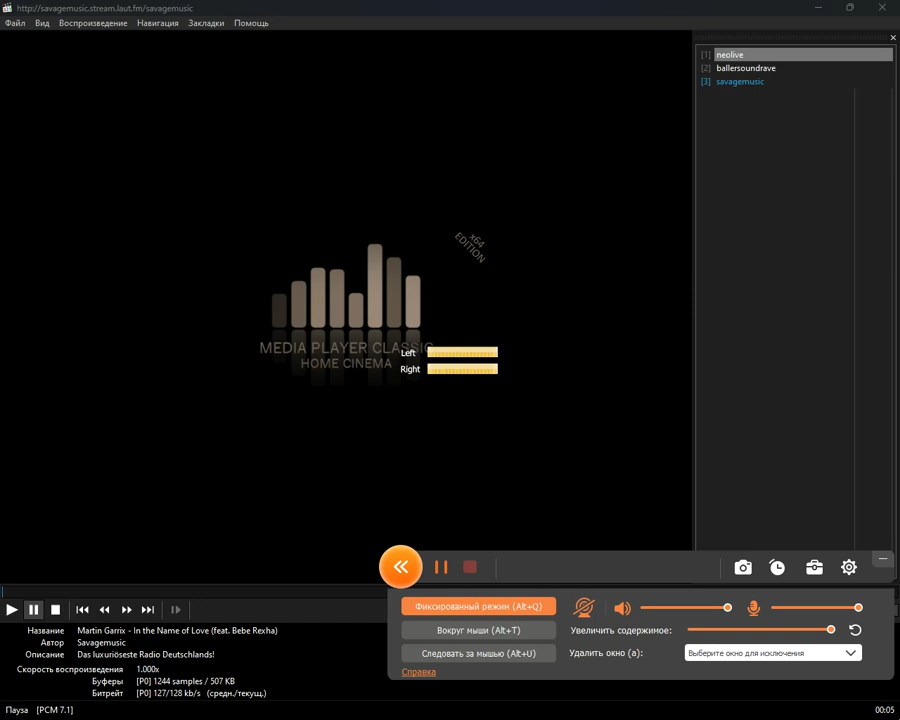 http://savagemusic.stream.laut.fm/savagemusic
Файл Вид Воспроизведение Навигация Закладки Помощь
[1] neolive
[2] ballersoundrave
[3] savagemusic
x64
EDITION
MEDIA PLAYER CLASSIC
HOME CINEMA
Left
Right
Фиксированный режим (Alt+Q)
Вокруг мыши (Alt+T)
Увеличить содержимое:
Следовать за мышью (Alt+U)
Удалить окно (а):
Выберите окно для исключения
Справка
Название Martin Garrix - In the Name of Love (feat. Bebe Rexha)
Автор Savagemusic
Описание Das luxuriöseste Radio Deutschlands!
Скорость воспроизведения 1.000x
Буферы [P0] 1244 samples / 507 KB
Битрейт [P0] 127/128 kb/s (средн./текущ.)
Пауза [PCM 7.1]
00:05